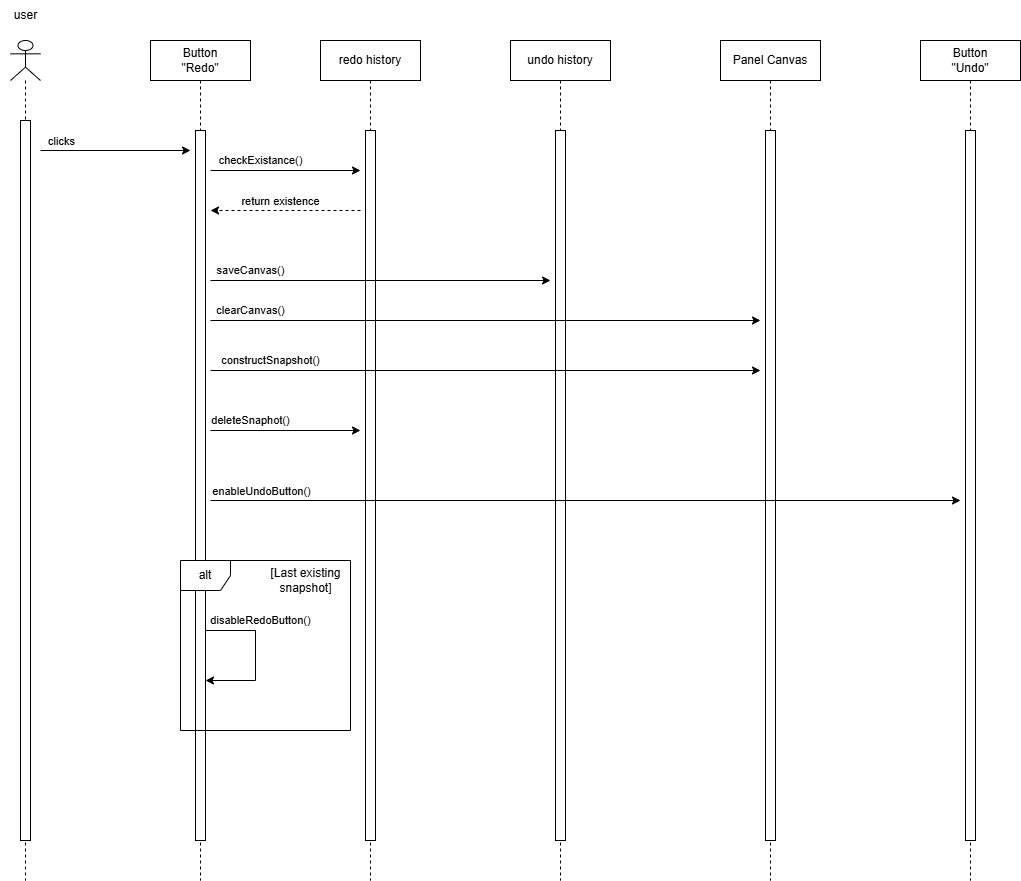 user
Button
"Redo"
redo history
undo history
Panel Canvas
Button
"Undo"
clicks
checkExistance()
return existence
saveCanvas()
clearCanvas()
constructSnapshot()
deleteSnaphot()
enableUndoButton()
alt
[Last existing
snapshot]
disableRedoButton()